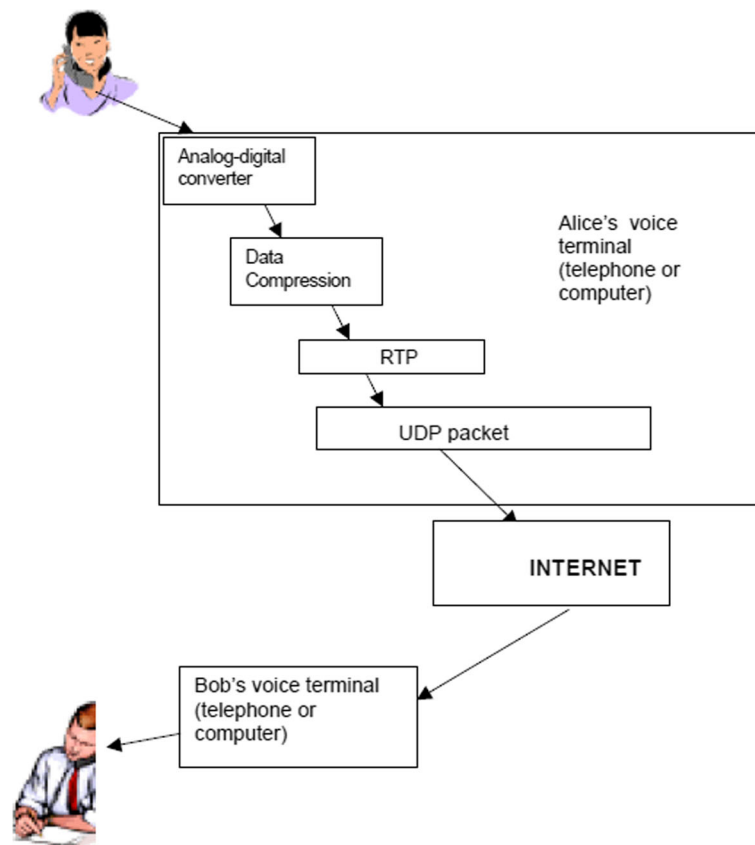 Analog-digital
converter
Alice's voice
terminal
(telephone or
computer)
Data
Compression
RTP
UDP packet
INTERNET
Bob's voice terminal
(telephone or
computer)